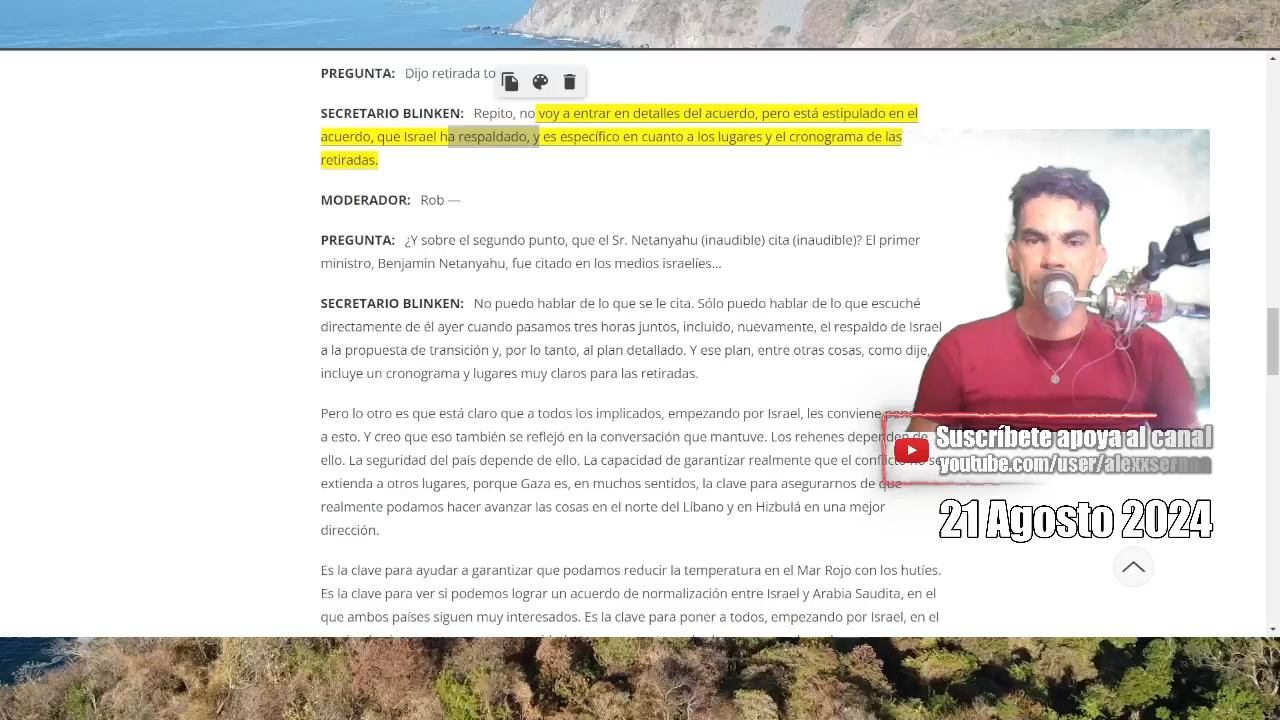 PREGUNTA: Dijo retirada to
SECRETARIO BLINKEN: Repito, no voy a entrar en detalles del acuerdo, pero está estipulado en el
acuerdo, que Israel ha respaldado, y es específico en cuanto a los lugares y el cronograma de las
retiradas.
MODERADOR: Rob —
PREGUNTA: ¿Y sobre el segundo punto, que el Sr. Netanyahu (inaudible) cita (inaudible)? El primer
ministro, Benjamin Netanyahu, fue citado en los medios israelíes...
SECRETARIO BLINKEN: No puedo hablar de lo que se le cita. Sólo puedo hablar de lo que escuché
directamente de él ayer cuando pasamos tres horas juntos, incluido, nuevamente, el respaldo de Israel
a la propuesta de transición y, por lo tanto, al plan detallado. Y ese plan, entre otras cosas, como dije,
incluye un cronograma y lugares muy claros para las retiradas.
Pero lo otro es que está claro que a todos los implicados, empezando por Israel, les conviene
a esto. Y creo que eso también se reflejó en la conversación que mantuve. Los rehenes dependen de
ello. La seguridad del país depende de ello. La capacidad de garantizar realmente que el conflicto no se
extienda a otros lugares, porque Gaza es, en muchos sentidos, la clave para asegurarnos de que
realmente podamos hacer avanzar las cosas en el norte del Líbano y en Hizbulá en una mejor
dirección.
Es la clave para ayudar a garantizar que podamos reducir la temperatura en el Mar Rojo con los hutíes.
Es la clave para ver si podemos lograr un acuerdo de normalización entre Israel y Arabia Saudita, en el
que ambos países siguen muy interesados. Es la clave para poner a todos, empezando por Israel, en el
Suscríbete apoya al canal
youtube.com/user/alexxsernna
21 Agosto 2024